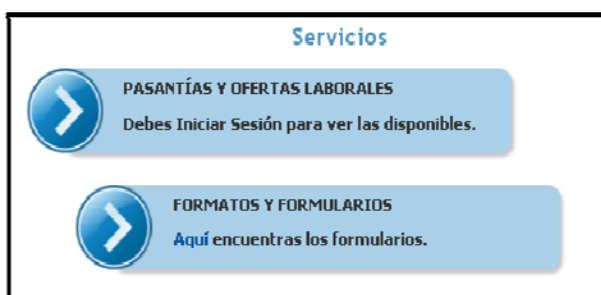 Servicios
PASANTÍAS Y OFERTAS LABORALES
Debes Iniciar Sesión para ver las disponibles.
FORMATOS Y FORMULARIOS
Aquí encuentras los formularios.